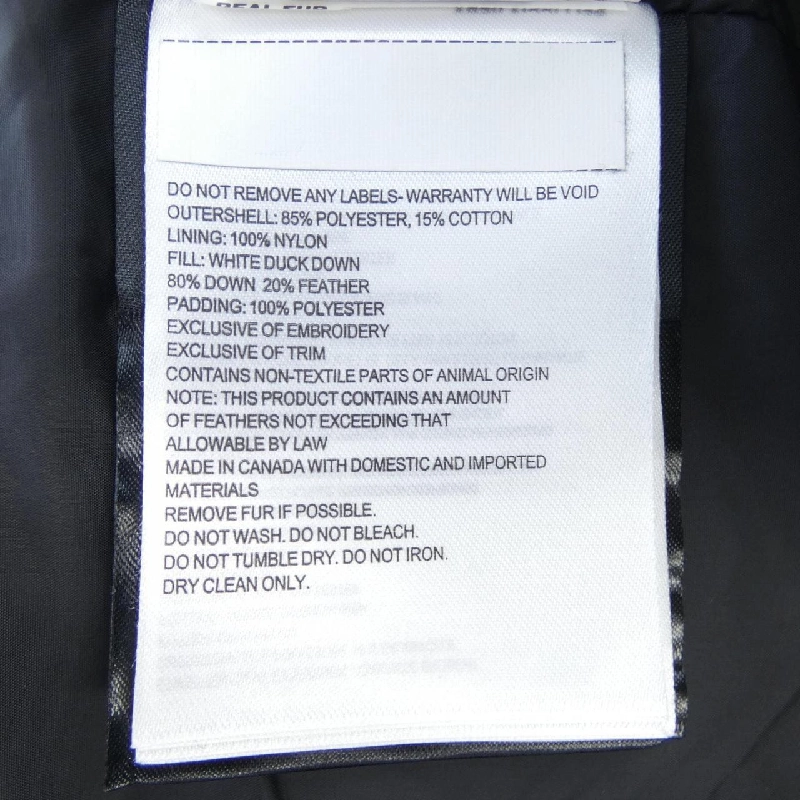 REAL FUR
DO NOT REMOVE ANY LABELS- WARRANTY WILL BE VOID
OUTERSHELL: 85% POLYESTER, 15% COTTON
LINING: 100% NYLON
FILL: WHITE DUCK DOWN
80% DOWN 20% FEATHER
PADDING: 100% POLYESTER
EXCLUSIVE OF EMBROIDERY
EXCLUSIVE OF TRIM
CONTAINS NON-TEXTILE PARTS OF ANIMAL ORIGIN
NOTE: THIS PRODUCT CONTAINS AN AMOUNT
OF FEATHERS NOT EXCEEDING THAT
ALLOWABLE BY LAW
MADE IN CANADA WITH DOMESTIC AND IMPORTED
MATERIALS
REMOVE FUR IF POSSIBLE.
DO NOT WASH. DO NOT BLEACH.
DO NOT TUMBLE DRY. DO NOT IRON.
DRY CLEAN ONLY.